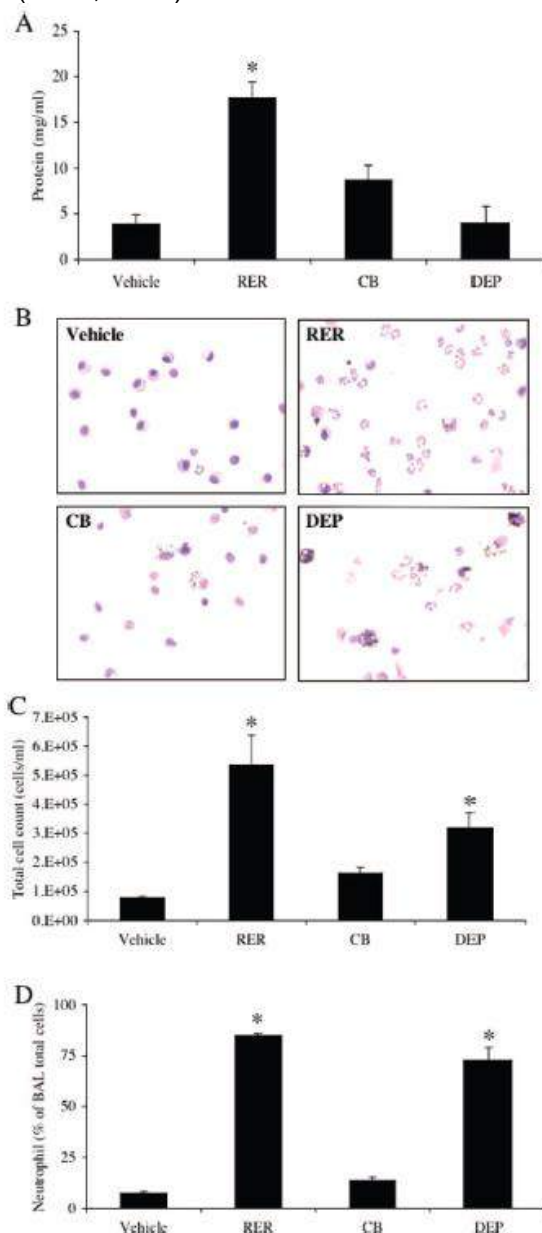 A
25
20
15
10
5
0
Protein (mg/ml)
*
Vehicle RER CB DEP
B
Vehicle RER
CB DEP
C
7.E+05
6.E+05
5.E+05
4.E+05
3.E+05
2.E+05
1.E+05
0.E+00
Total cell count (cells/ml)
* *
Vehicle RER CB DEP
D
100
75
50
25
0
Neutrophil (% of BAL total cells)
* *
Vehicle RER CB DEP